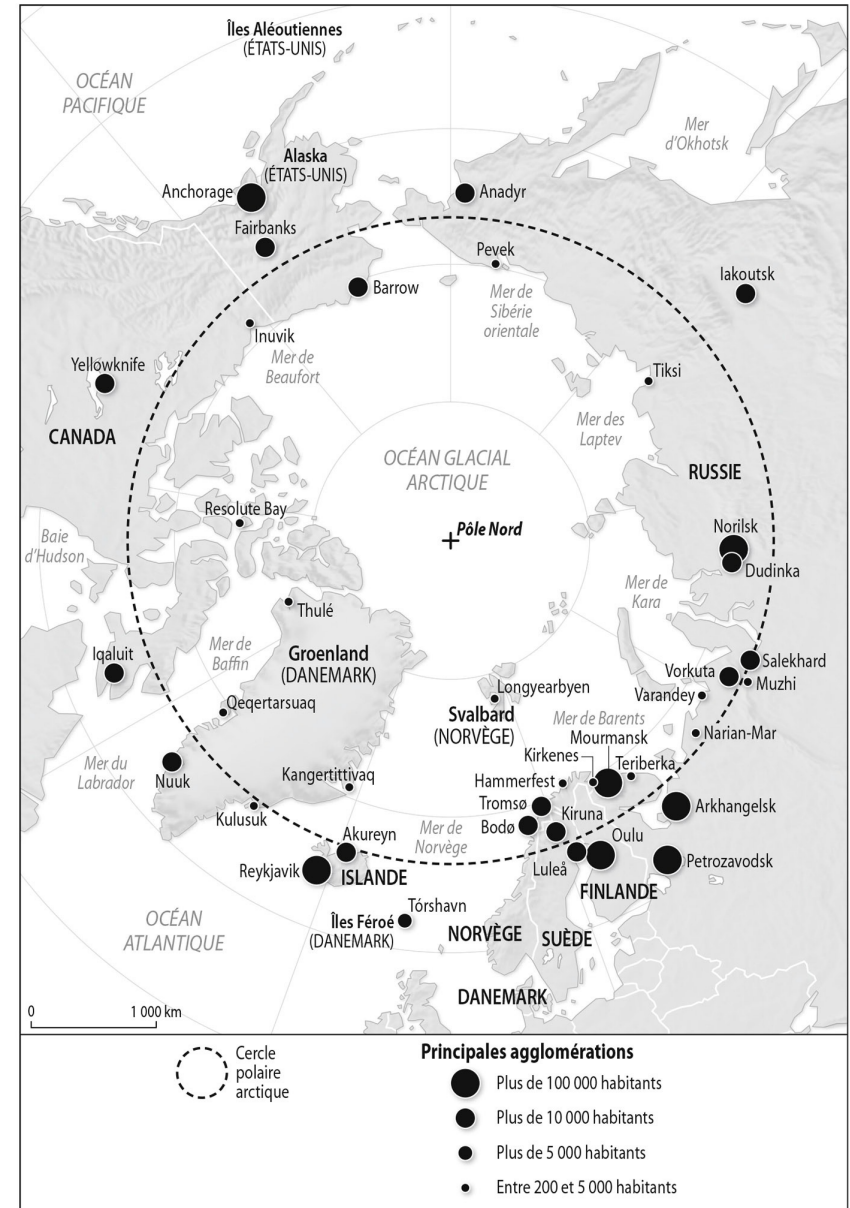 Îles Aléoutiennes
(ÉTATS-UNIS)
OCÉAN
PACIFIQUE
Mer
d'Okhotsk
Alaska
(ÉTATS-UNIS)
Anchorage
Anadyr
Fairbanks
Pevek
Iakoutsk
Barrow
Mer de
Sibérie
orientale
Inuvik
Mer de
Beaufort
Yellowknife
Tiksi
CANADA
Mer des
Laptev
OCÉAN GLACIAL
ARCTIQUE
RUSSIE
Resolute Bay
Pôle Nord
Norilsk
Baie
d'Hudson
Dudinka
Mer de
Kara
Thulé
Iqaluit
Mer de
Baffin
Groenland
(DANEMARK)
Salekhard
Vorkuta
Muzhi
Longyearbyen
Varandey
Qeqertarsuaq
Svalbard
(NORVÈGE)
Mer de Barents
Mourmansk
Narian-Mar
Kirkenes
Teriberka
Mer du
Labrador
Nuuk
Kangertittivaq
Hammerfest
Tromsø
Arkhangelsk
Kulusuk
Kiruna
Bodø
Akureyn
Mer de
Norvège
Oulu
Reykjavik
ISLANDE
Luleå
Petrozavodsk
FINLANDE
Tórshavn
OCÉAN
ATLANTIQUE
Îles Féroé
(DANEMARK)
NORVÈGE
SUÈDE
DANEMARK
0
1 000 km
Cercle
polaire
arctique
Principales agglomérations
Plus de 100 000 habitants
Plus de 10 000 habitants
Plus de 5 000 habitants
Entre 200 et 5 000 habitants